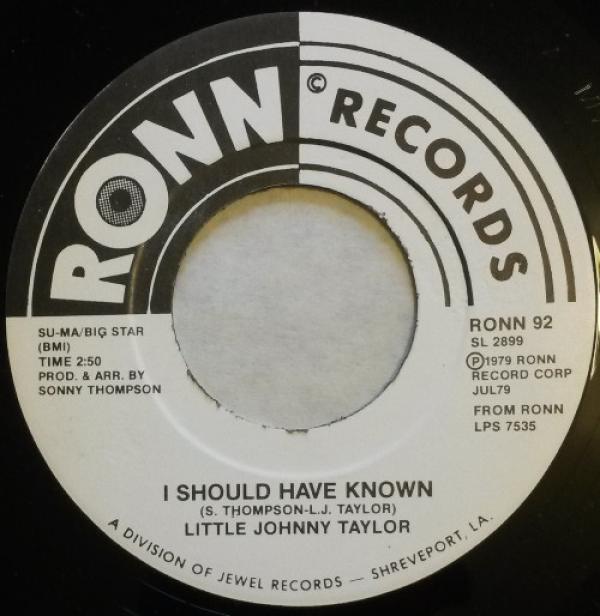 RONN © RECORDS
SU-MA/BIG STAR
(BMI)
TIME 2:50
PROD. & ARR. BY
SONNY THOMPSON
RONN 92
SL 2899
Ⓟ1979 RONN
RECORD CORP
JUL79
FROM RONN
LPS 7535
I SHOULD HAVE KNOWN
(S. THOMPSON-L.J. TAYLOR)
LITTLE JOHNNY TAYLOR
A DIVISION OF JEWEL RECORDS — SHREVEPORT, LA.